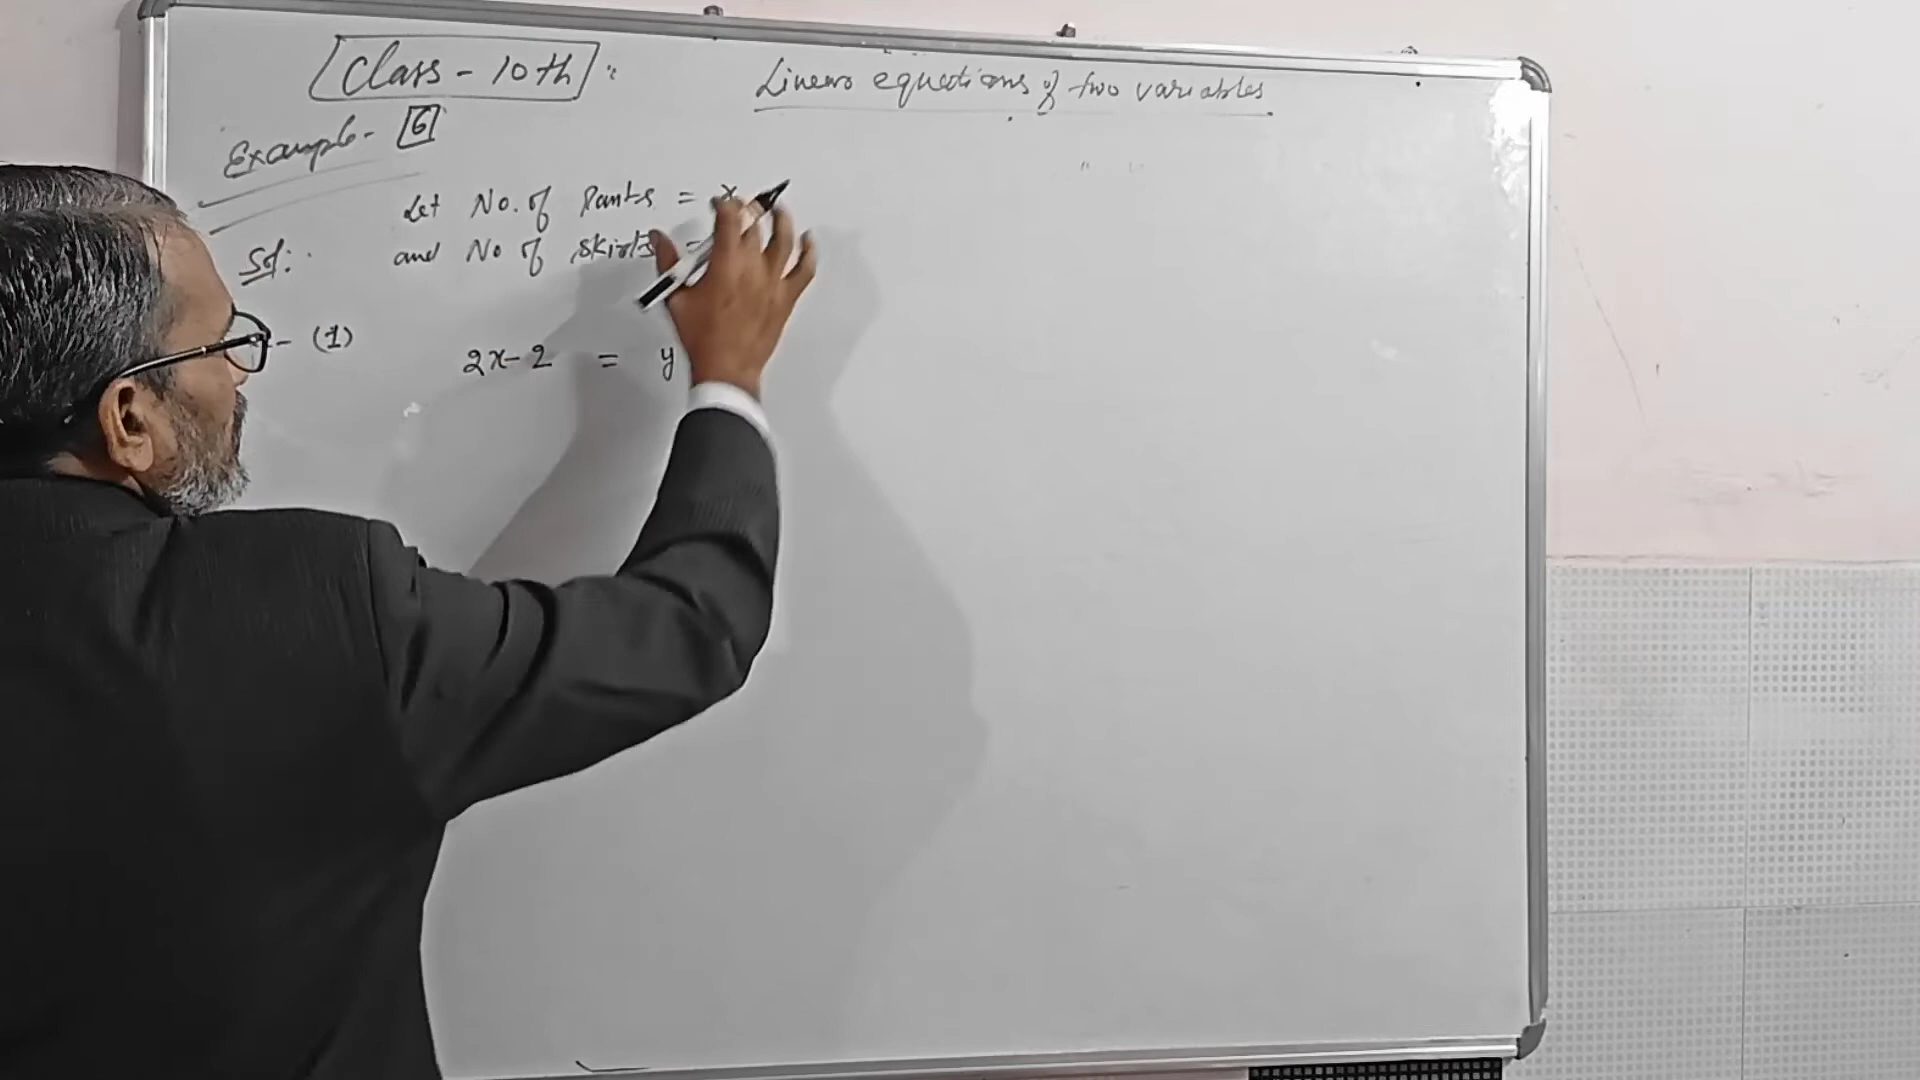 Class - 10th
Linear equations of two variables
Example - 6
Let No. of Pants = x
Sol:
and No of skirts =
- (1)
2x - 2 = y